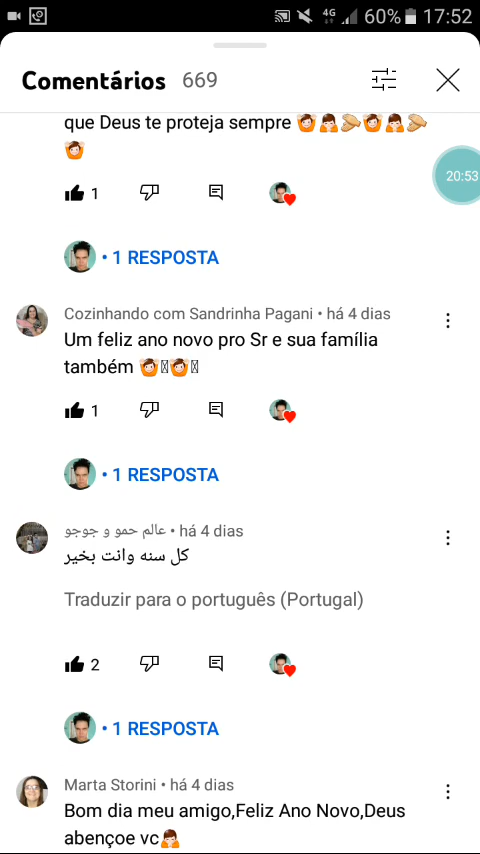 4G 60% 17:52
Comentários 669
que Deus te proteja sempre 🙆🙇👏🙆🙇👏
🙆
20:53
1
• 1 RESPOSTA
Cozinhando com Sandrinha Pagani • há 4 dias
Um feliz ano novo pro Sr e sua família
também 🙆🙆
1
• 1 RESPOSTA
عالم حمو و جوجو • há 4 dias
كل سنه وانت بخير
Traduzir para o português (Portugal)
2
• 1 RESPOSTA
Marta Storini • há 4 dias
Bom dia meu amigo,Feliz Ano Novo,Deus
abençoe vc🙇